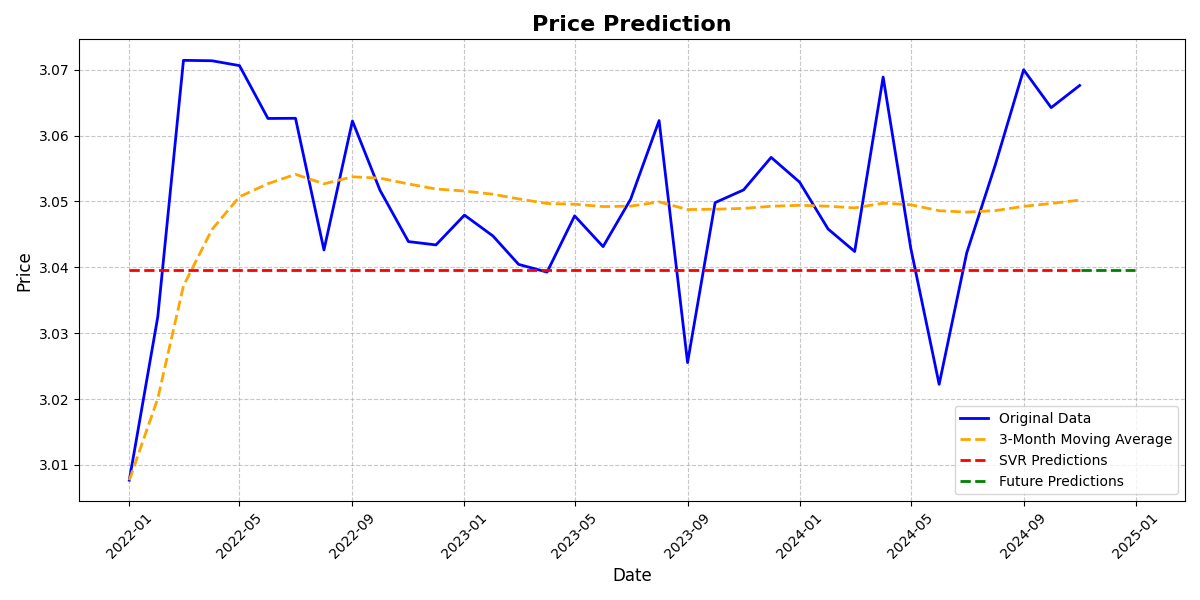 Price Prediction
Price
3.07
3.06
3.05
3.04
3.03
3.02
3.01
Original Data
3-Month Moving Average
SVR Predictions
Future Predictions
2022-01
2022-05
2022-09
2023-01
2023-05
2023-09
2024-01
2024-05
2024-09
2025-01
Date